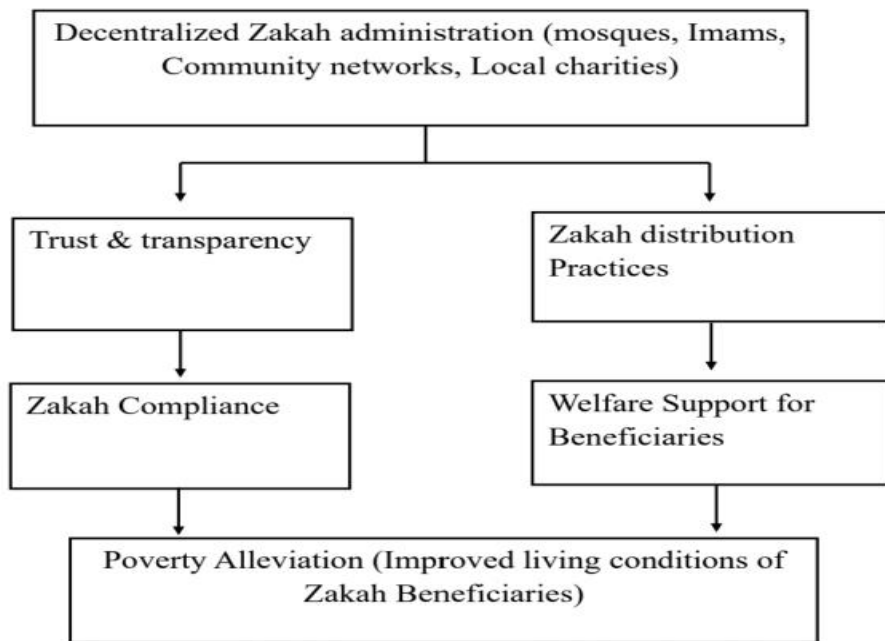 Decentralized Zakah administration (mosques, Imams,
Community networks, Local charities)
Trust & transparency
Zakah distribution
Practices
Zakah Compliance
Welfare Support for
Beneficiaries
Poverty Alleviation (Improved living conditions of
Zakah Beneficiaries)